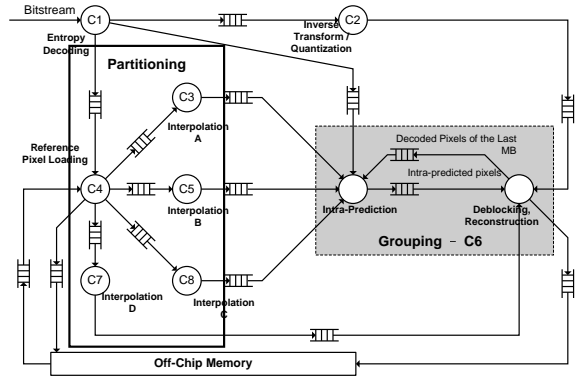 Bitstream
C1
C2
Entropy
Decoding
Inverse
Transform /
Quantization
Partitioning
C3
Interpolation
A
Reference
Pixel Loading
C4
C5
Interpolation
B
Decoded Pixels of the Last
MB
Intra-predicted pixels
Intra-Prediction
Deblocking,
Reconstruction
Grouping - C6
C7
Interpolation
D
C8
Interpolation
C
Off-Chip Memory